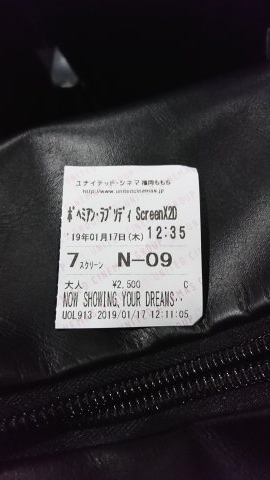 ユナイテッド・シネマ 福岡ももち
http://www.unitedcinemas.jp/
ボヘミアン・ラプソディ ScreenX2D
'19年01月17日(木) 12:35
7スクリーン N-09
大人 ¥2,500 C
NOW SHOWING,YOUR DREAMS‥
UOL913 2019/01/17 12:11:05